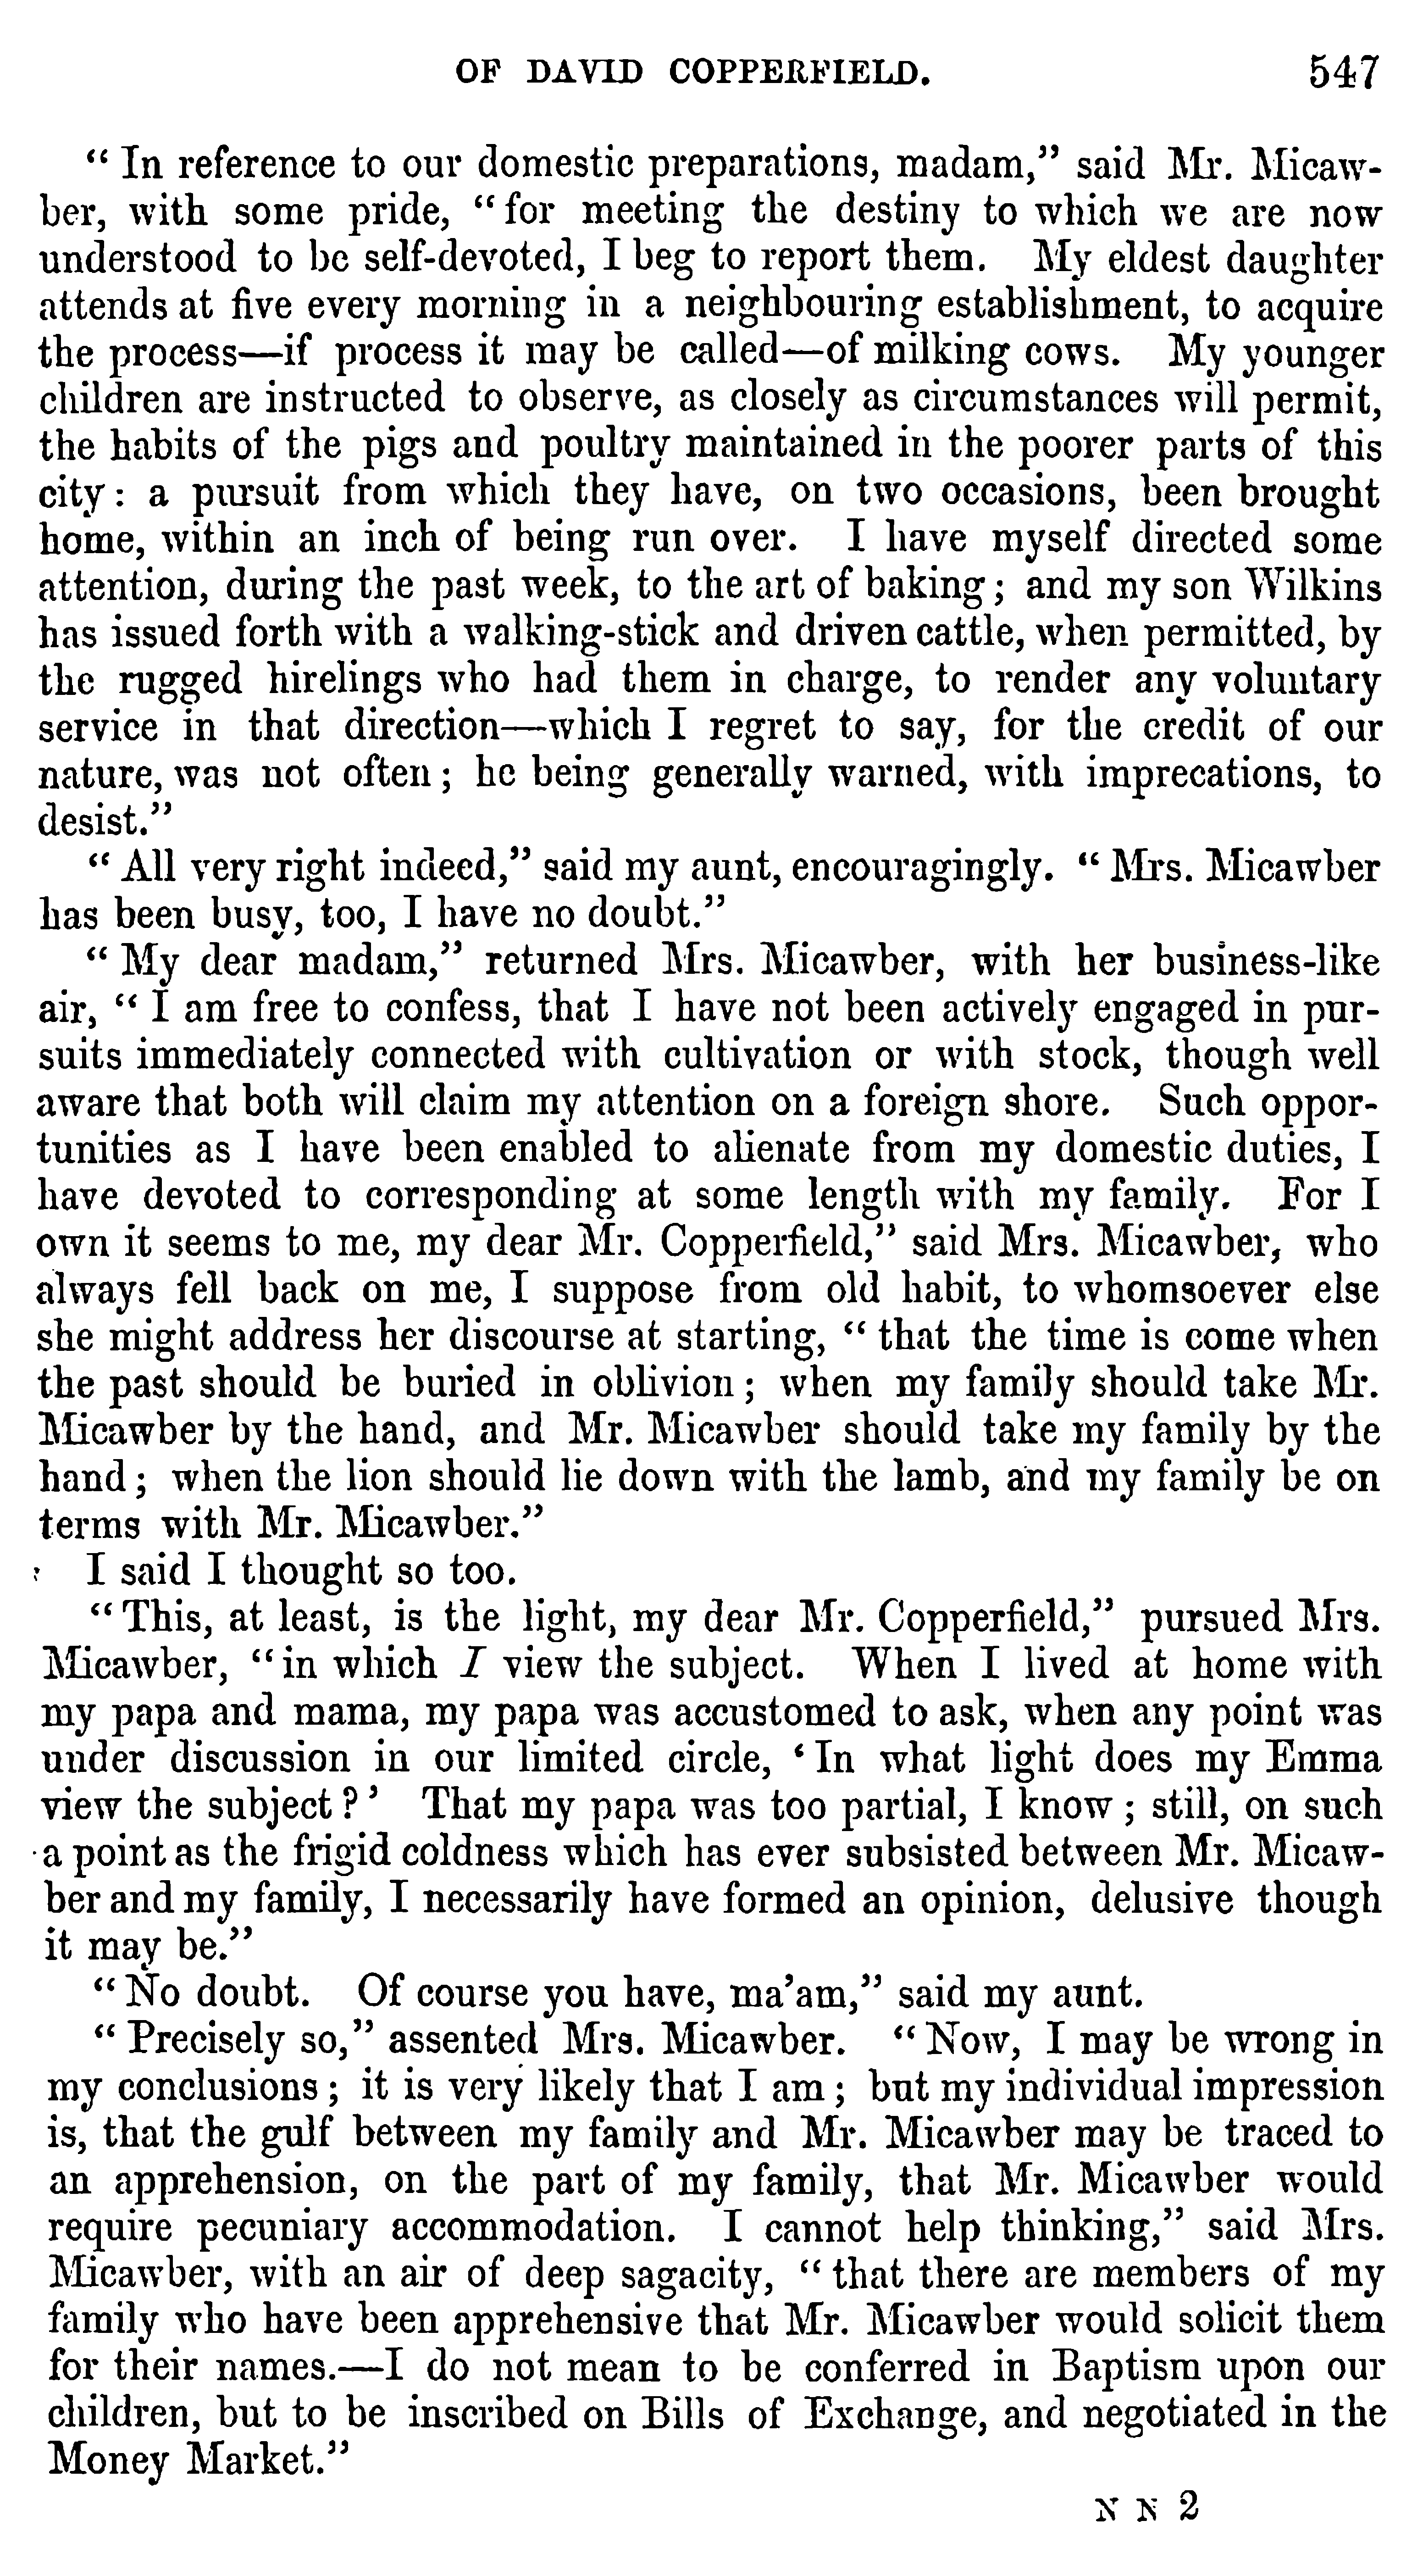 OF DAVID COPPERFIELD. 547
“ In reference to our domestic preparations, madam,” said Mr. Micaw-
ber, with some pride, “ for meeting the destiny to which we are now
understood to be self-devoted, I beg to report them. My eldest daughter
attends at five every morning in a neighbouring establishment, to acquire
the process—if process it may be called—of milking cows. My younger
children are instructed to observe, as closely as circumstances will permit,
the habits of the pigs and poultry maintained in the poorer parts of this
city : a pursuit from which they have, on two occasions, been brought
home, within an inch of being run over. I have myself directed some
attention, during the past week, to the art of baking ; and my son Wilkins
has issued forth with a walking-stick and driven cattle, when permitted, by
the rugged hirelings who had them in charge, to render any voluntary
service in that direction—which I regret to say, for the credit of our
nature, was not often ; he being generally warned, with imprecations, to
desist.”
“ All very right indeed,” said my aunt, encouragingly. “ Mrs. Micawber
has been busy, too, I have no doubt.”
“ My dear madam,” returned Mrs. Micawber, with her business-like
air, “ I am free to confess, that I have not been actively engaged in pur-
suits immediately connected with cultivation or with stock, though well
aware that both will claim my attention on a foreign shore. Such oppor-
tunities as I have been enabled to alienate from my domestic duties, I
have devoted to corresponding at some length with my family. For I
own it seems to me, my dear Mr. Copperfield,” said Mrs. Micawber, who
always fell back on me, I suppose from old habit, to whomsoever else
she might address her discourse at starting, “ that the time is come when
the past should be buried in oblivion ; when my family should take Mr.
Micawber by the hand, and Mr. Micawber should take my family by the
hand ; when the lion should lie down with the lamb, and my family be on
terms with Mr. Micawber.”
I said I thought so too.
“ This, at least, is the light, my dear Mr. Copperfield,” pursued Mrs.
Micawber, “ in which I view the subject. When I lived at home with
my papa and mama, my papa was accustomed to ask, when any point was
under discussion in our limited circle, ‘ In what light does my Emma
view the subject ? ’ That my papa was too partial, I know ; still, on such
a point as the frigid coldness which has ever subsisted between Mr. Micaw-
ber and my family, I necessarily have formed an opinion, delusive though
it may be.”
“ No doubt. Of course you have, ma’am,” said my aunt.
“ Precisely so,” assented Mrs. Micawber. “ Now, I may be wrong in
my conclusions ; it is very likely that I am ; but my individual impression
is, that the gulf between my family and Mr. Micawber may be traced to
an apprehension, on the part of my family, that Mr. Micawber would
require pecuniary accommodation. I cannot help thinking,” said Mrs.
Micawber, with an air of deep sagacity, “ that there are members of my
family who have been apprehensive that Mr. Micawber would solicit them
for their names.—I do not mean to be conferred in Baptism upon our
children, but to be inscribed on Bills of Exchange, and negotiated in the
Money Market.”
N N 2